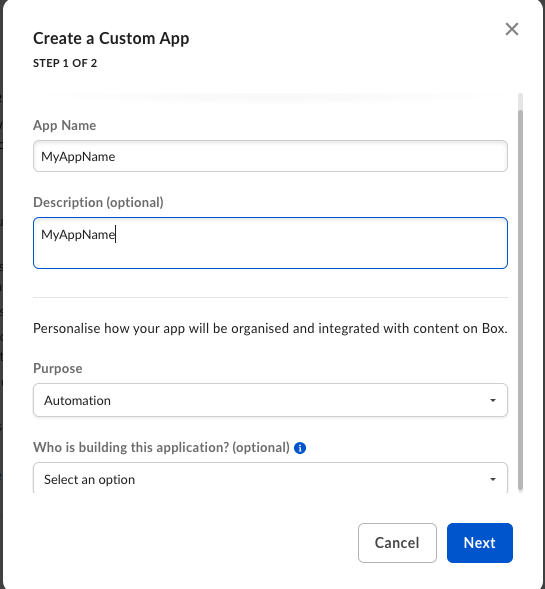 Create a Custom App
STEP 1 OF 2
App Name
MyAppName
Description (optional)
MyAppName
Personalise how your app will be organised and integrated with content on Box.
Purpose
Automation
Who is building this application? (optional)
Select an option
Cancel
Next